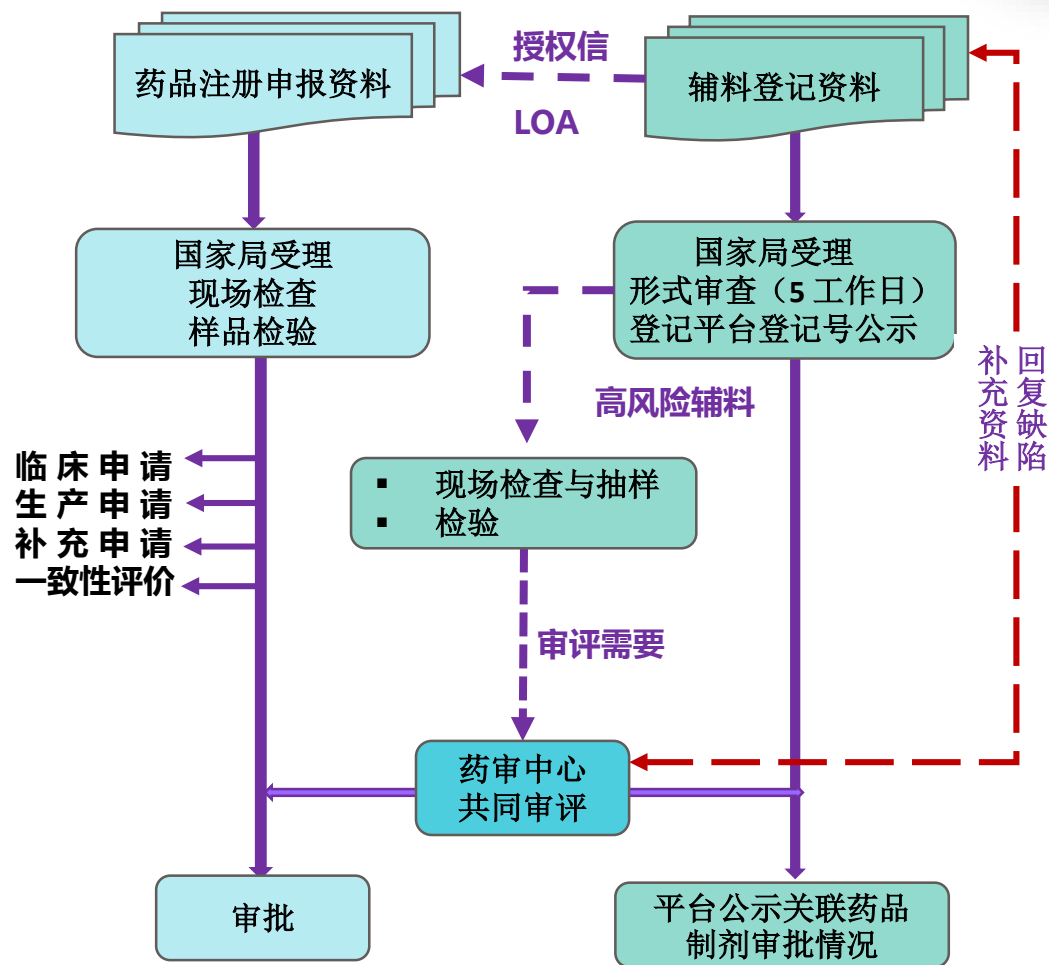 药品注册申报资料
授权信
LOA
辅料登记资料
国家局受理
现场检查
样品检验
国家局受理
形式审查（5 工作日）
登记平台登记号公示
高风险辅料
回复缺陷
补充资料
临床申请
生产申请
补充申请
一致性评价
▪ 现场检查与抽样
▪ 检验
审评需要
药审中心
共同审评
审批
平台公示关联药品
制剂审批情况